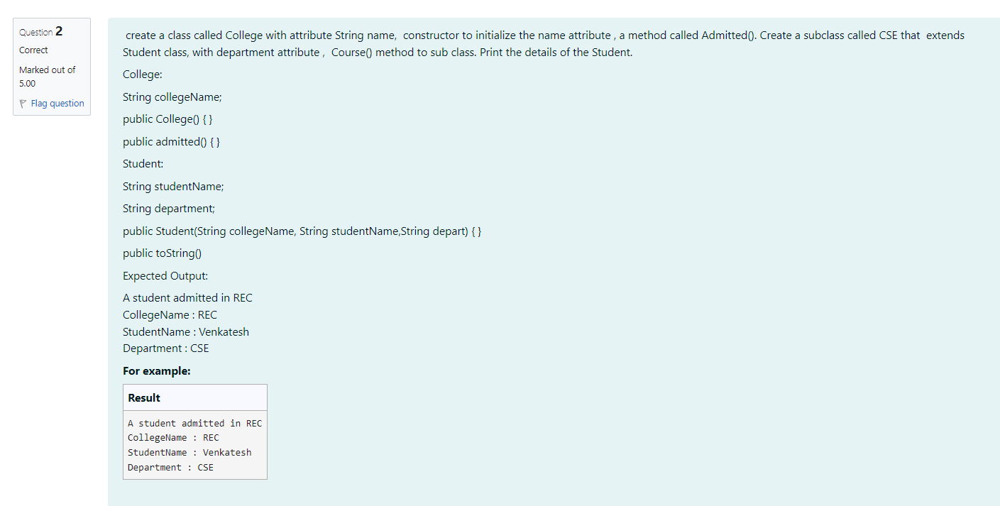 Question 2
Correct
Marked out of
5.00
Flag question
create a class called College with attribute String name, constructor to initialize the name attribute , a method called Admitted(). Create a subclass called CSE that extends
Student class, with department attribute , Course() method to sub class. Print the details of the Student.
College:
String collegeName;
public College() { }
public admitted() { }
Student:
String studentName;
String department;
public Student(String collegeName, String studentName,String depart) { }
public toString()
Expected Output:
A student admitted in REC
CollegeName : REC
StudentName : Venkatesh
Department : CSE
For example:
Result
A student admitted in REC
CollegeName : REC
StudentName : Venkatesh
Department : CSE